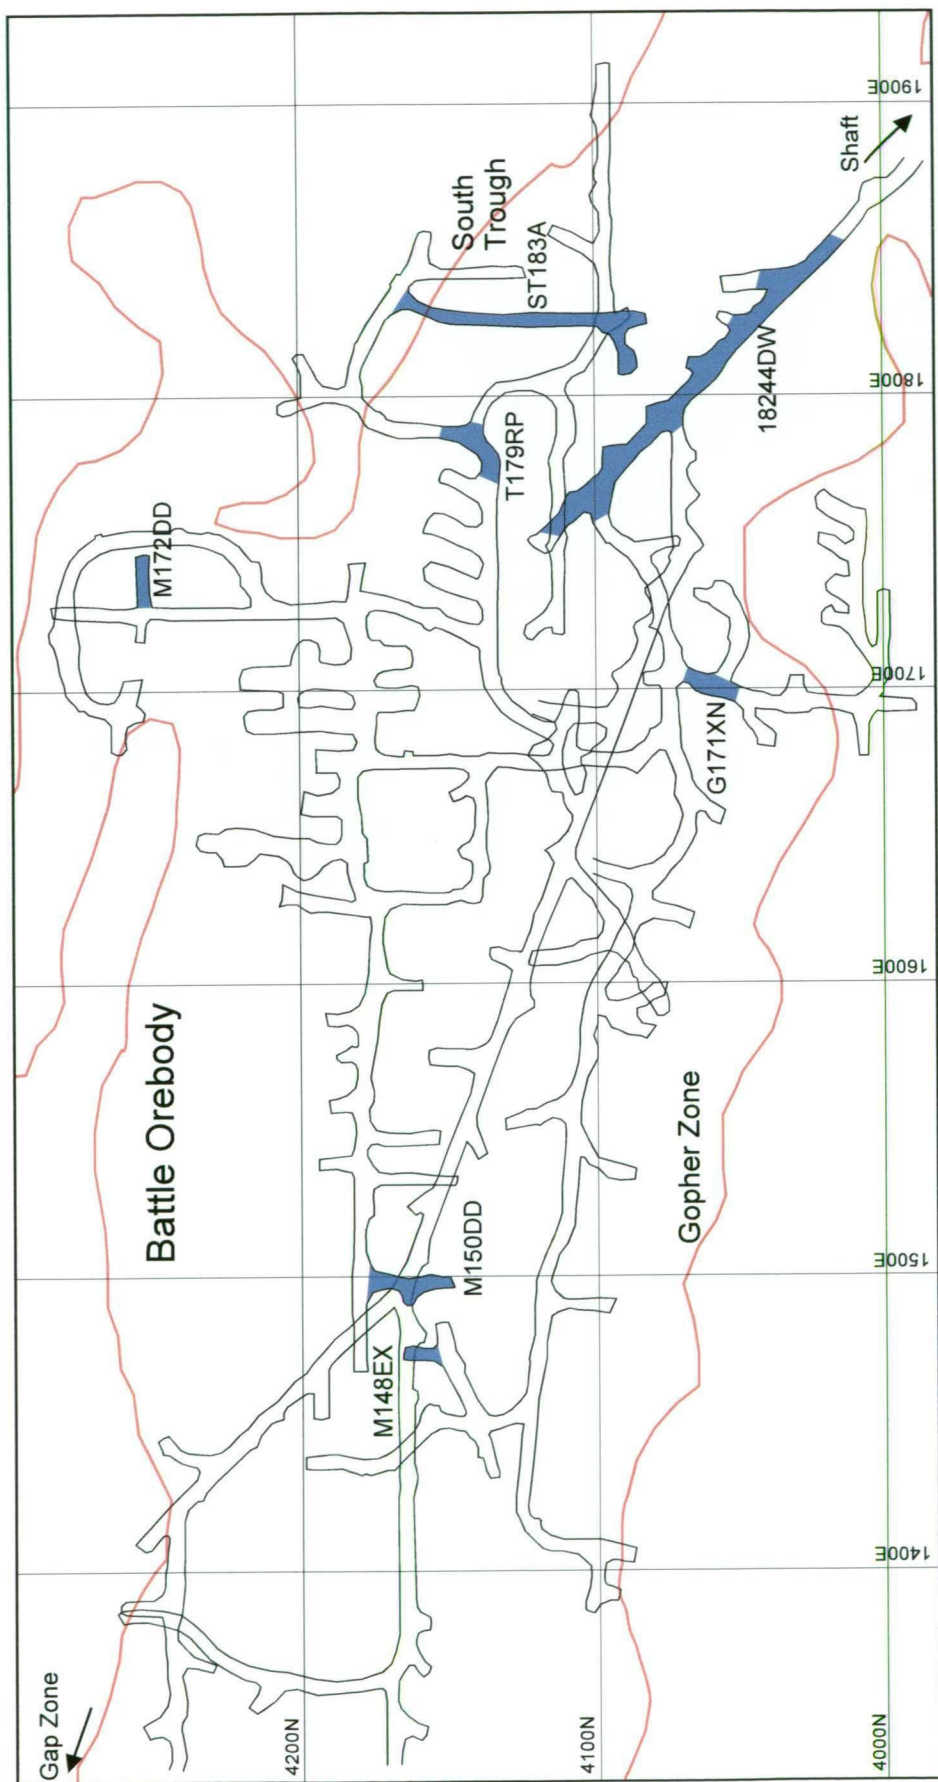 Gap Zone
Battle Orebody
M172DD
South
Trough
ST183A
T179RP
18244DW
Shaft
G171XN
M150DD
M148EX
Gopher Zone
4200N
4100N
4000N
1400E
1500E
1600E
1700E
1800E
1900E